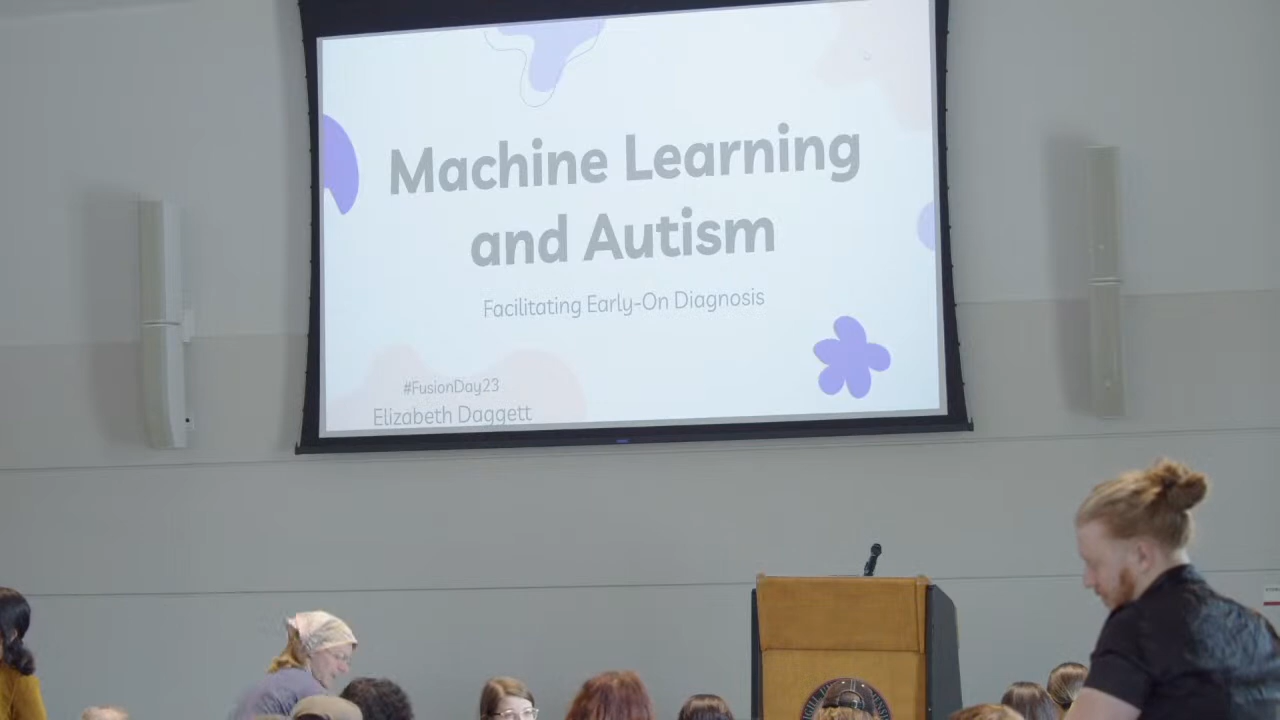 Machine Learning
and Autism
Facilitating Early-On Diagnosis
#FusionDay23
Elizabeth Daggett